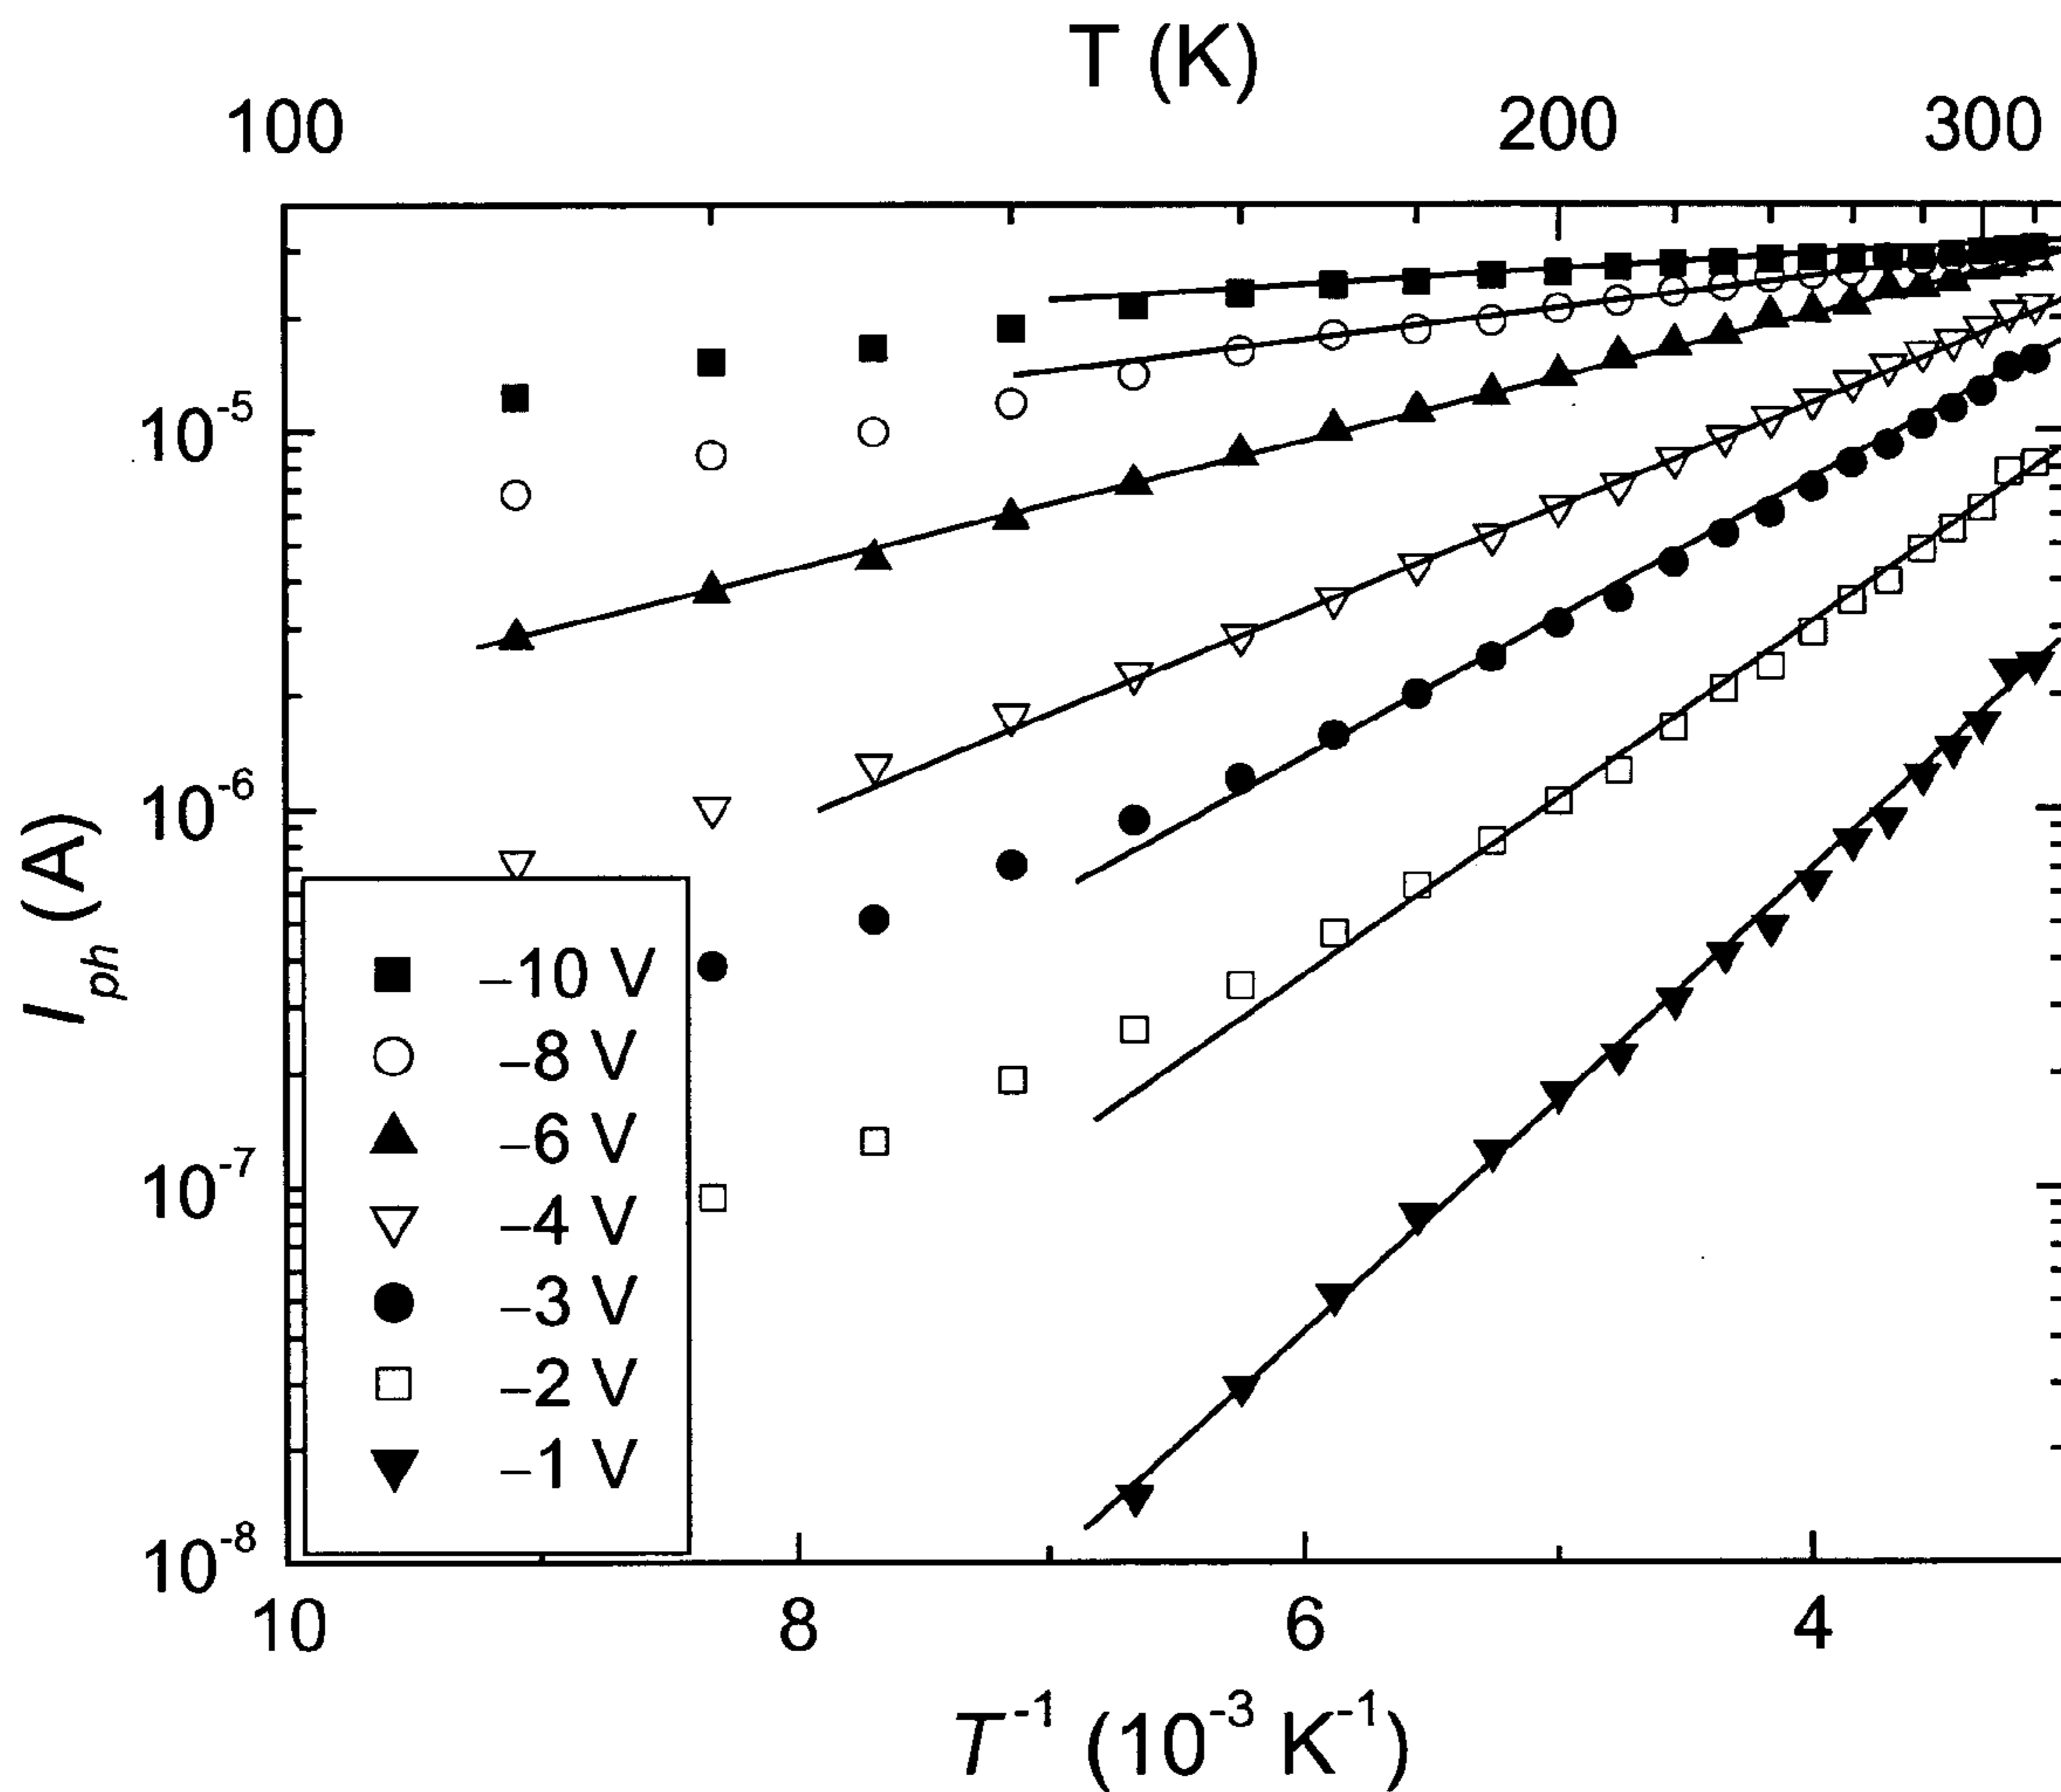 T (K)
100 200 300
10⁻⁵
10⁻⁶
10⁻⁷
10⁻⁸
I ph (A)
–10 V
–8 V
–6 V
–4 V
–3 V
–2 V
–1 V
10 8 6 4
T⁻¹ (10⁻³ K⁻¹)